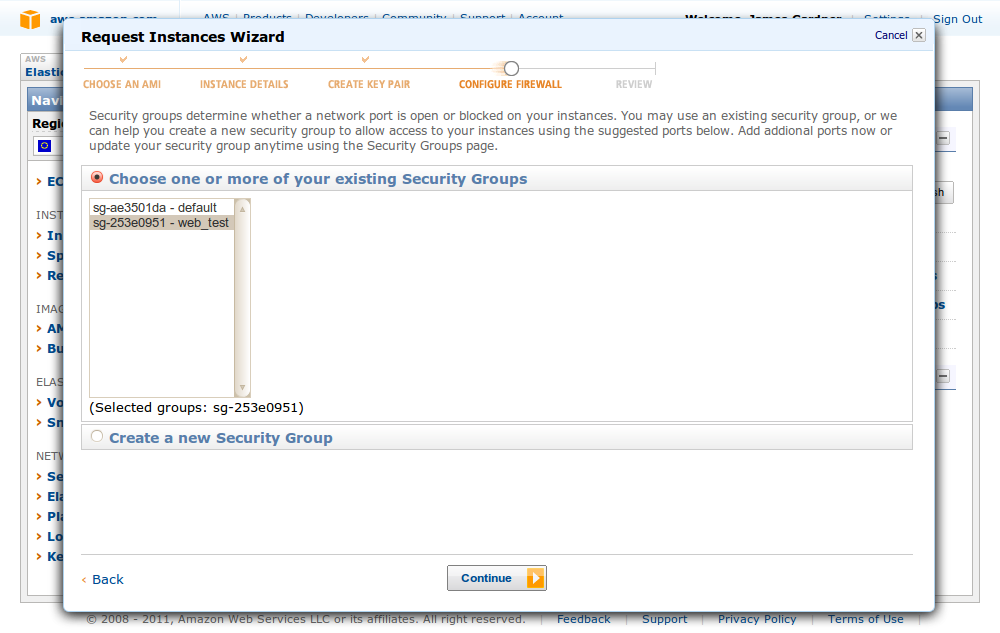 aws.amazon.com
AWS | Products | Developers | Community | Support | Account
Welcome, James Gardner | Settings | Sign Out
Request Instances Wizard
Cancel
CHOOSE AN AMI
INSTANCE DETAILS
CREATE KEY PAIR
CONFIGURE FIREWALL
REVIEW
Security groups determine whether a network port is open or blocked on your instances. You may use an existing security group, or we
can help you create a new security group to allow access to your instances using the suggested ports below. Add addional ports now or
update your security group anytime using the Security Groups page.
Choose one or more of your existing Security Groups
sg-ae3501da - default
sg-253e0951 - web_test
(Selected groups: sg-253e0951)
Create a new Security Group
‹ Back
Continue
AWS
Elastic
Navi
Regi
EC
INST
In
Sp
Re
IMAG
AM
Bu
ELAS
Vo
Sn
NETW
Se
Ela
Pla
Lo
Ke
© 2008 - 2011, Amazon Web Services LLC or its affiliates. All right reserved. | Feedback | Support | Privacy Policy | Terms of Use